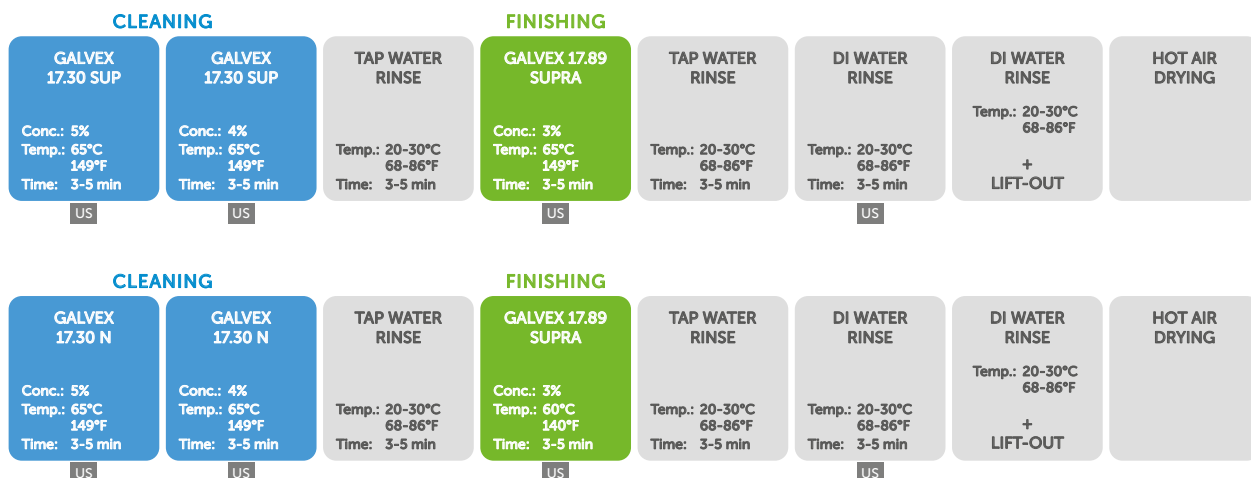 CLEANING
FINISHING
GALVEX
17.30 SUP
Conc.: 5%
Temp.: 65°C
149°F
Time: 3-5 min
US
GALVEX
17.30 SUP
Conc.: 4%
Temp.: 65°C
149°F
Time: 3-5 min
US
TAP WATER
RINSE
Temp.: 20-30°C
68-86°F
Time: 3-5 min
GALVEX 17.89
SUPRA
Conc.: 3%
Temp.: 65°C
149°F
Time: 3-5 min
US
TAP WATER
RINSE
Temp.: 20-30°C
68-86°F
Time: 3-5 min
DI WATER
RINSE
Temp.: 20-30°C
68-86°F
Time: 3-5 min
US
DI WATER
RINSE
Temp.: 20-30°C
68-86°F
+
LIFT-OUT
HOT AIR
DRYING
CLEANING
FINISHING
GALVEX
17.30 N
Conc.: 5%
Temp.: 65°C
149°F
Time: 3-5 min
US
GALVEX
17.30 N
Conc.: 4%
Temp.: 65°C
149°F
Time: 3-5 min
US
TAP WATER
RINSE
Temp.: 20-30°C
68-86°F
Time: 3-5 min
GALVEX 17.89
SUPRA
Conc.: 3%
Temp.: 60°C
140°F
Time: 3-5 min
US
TAP WATER
RINSE
Temp.: 20-30°C
68-86°F
Time: 3-5 min
DI WATER
RINSE
Temp.: 20-30°C
68-86°F
Time: 3-5 min
US
DI WATER
RINSE
Temp.: 20-30°C
68-86°F
+
LIFT-OUT
HOT AIR
DRYING